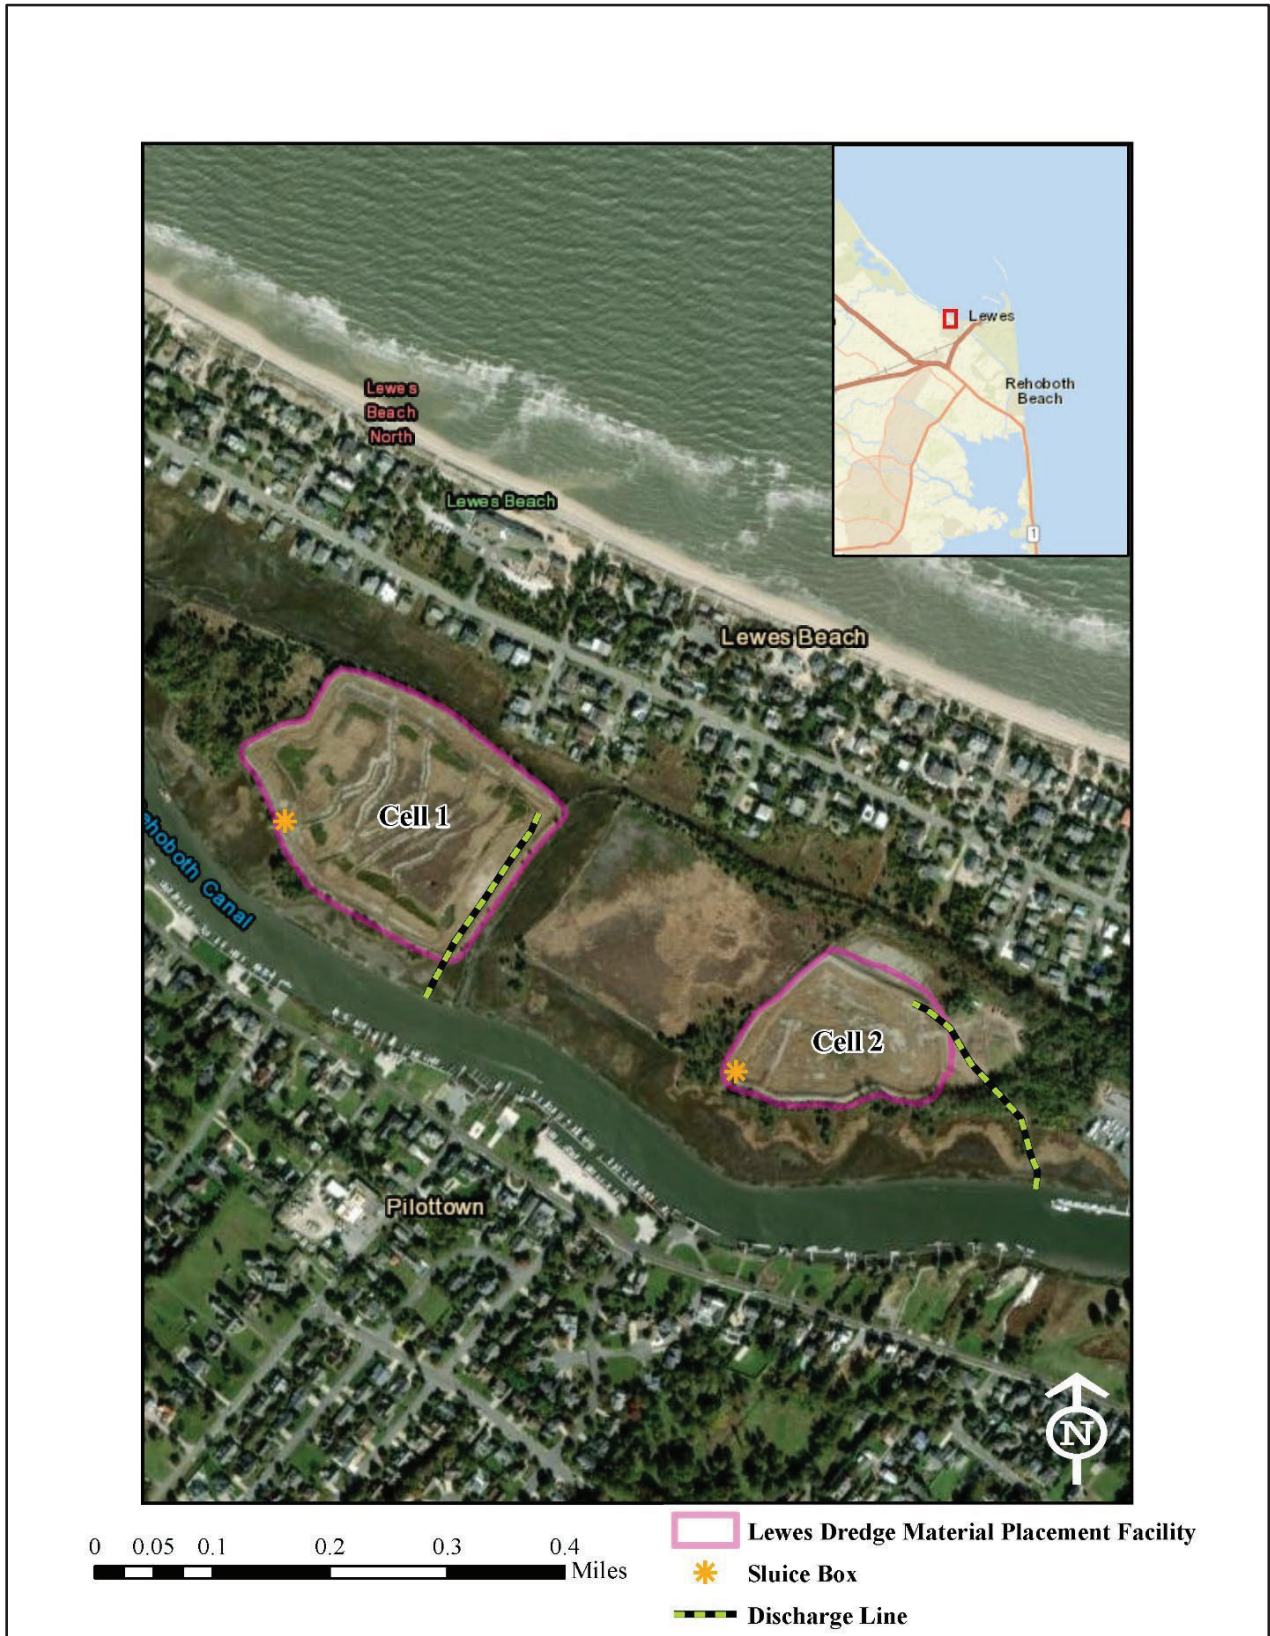 Lewes
Rehoboth
Beach
1
Lewes
Beach
North
Lewes Beach
Lewes Beach
Cell 1
ehoboth Canal
Cell 2
Pilottown
N
0 0.05 0.1 0.2 0.3 0.4
Miles
Lewes Dredge Material Placement Facility
Sluice Box
Discharge Line